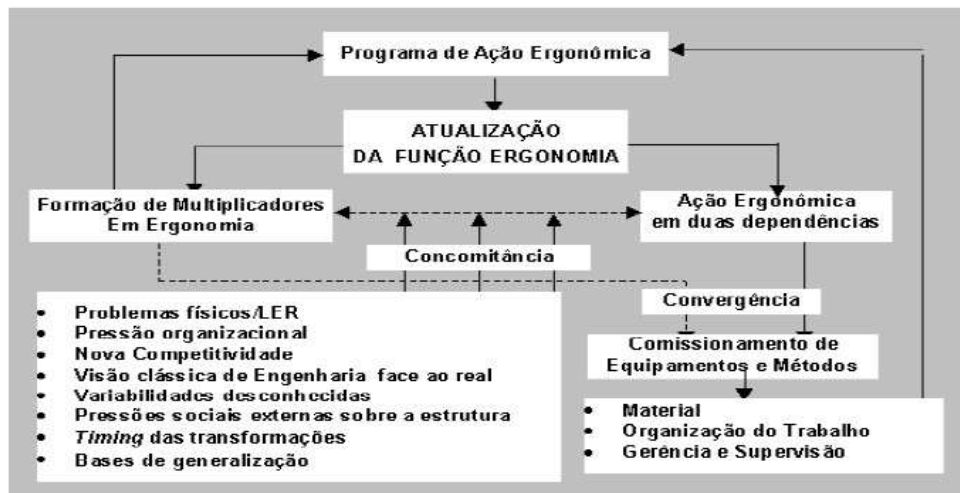 Programa de Ação Ergonômica
ATUALIZAÇÃO
DA FUNÇÃO ERGONOMIA
Formação de Multiplicadores
Em Ergonomia
Ação Ergonômica
em duas dependências
Concomitância
Convergência
• Problemas físicos/LER
• Pressão organizacional
• Nova Competitividade
• Visão clássica de Engenharia face ao real
• Variabilidades desconhecidas
• Pressões sociais externas sobre a estrutura
• Timing das transformações
• Bases de generalização
Comissionamento de
Equipamentos e Métodos
• Material
• Organização do Trabalho
• Gerência e Supervisão